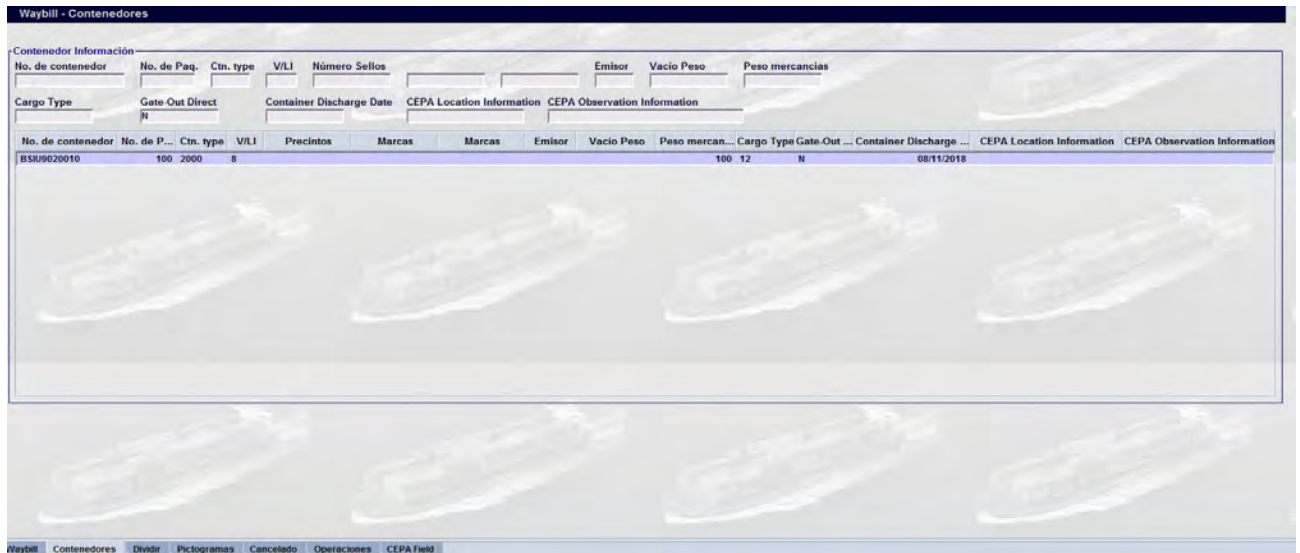 Waybill - Contenedores
Contenedor Información
No. de contenedor No. de Paq. Ctn. type V/LI Número Sellos Emisor Vacio Peso Peso mercancias
Cargo Type Gate-Out Direct Container Discharge Date CEPA Location Information CEPA Observation Information
N
No. de contenedor No. de P... Ctn. type V/LI Precintos Marcas Marcas Emisor Vacio Peso Peso mercan... Cargo Type Gate-Out ... Container Discharge ... CEPA Location Information CEPA Observation Information
BSIU9020010 100 2000 8 100 12 N 08/11/2018
Waybill Contenedores Dividir Pictogramas Cancelado Operaciones CEPA Field